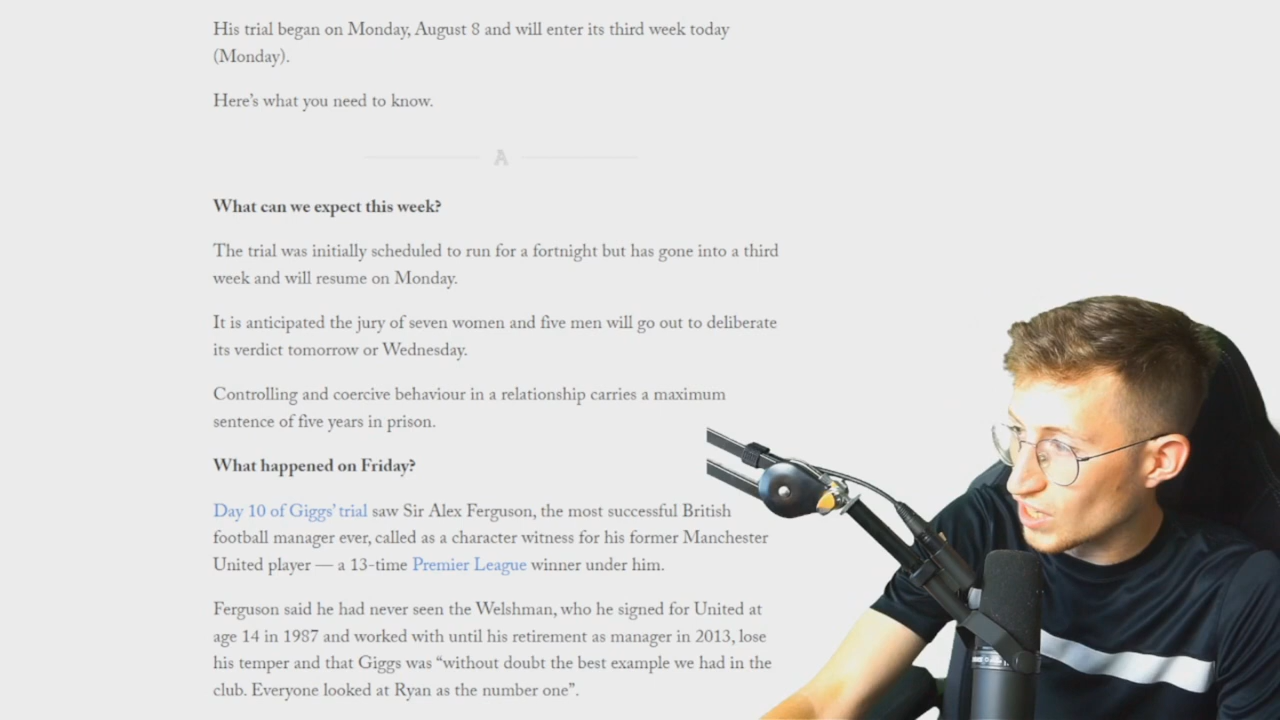 His trial began on Monday, August 8 and will enter its third week today
(Monday).
Here’s what you need to know.
A
What can we expect this week?
The trial was initially scheduled to run for a fortnight but has gone into a third
week and will resume on Monday.
It is anticipated the jury of seven women and five men will go out to deliberate
its verdict tomorrow or Wednesday.
Controlling and coercive behaviour in a relationship carries a maximum
sentence of five years in prison.
What happened on Friday?
Day 10 of Giggs’ trial saw Sir Alex Ferguson, the most successful British
football manager ever, called as a character witness for his former Manchester
United player — a 13-time Premier League winner under him.
Ferguson said he had never seen the Welshman, who he signed for United at
age 14 in 1987 and worked with until his retirement as manager in 2013, lose
his temper and that Giggs was “without doubt the best example we had in the
club. Everyone looked at Ryan as the number one”.